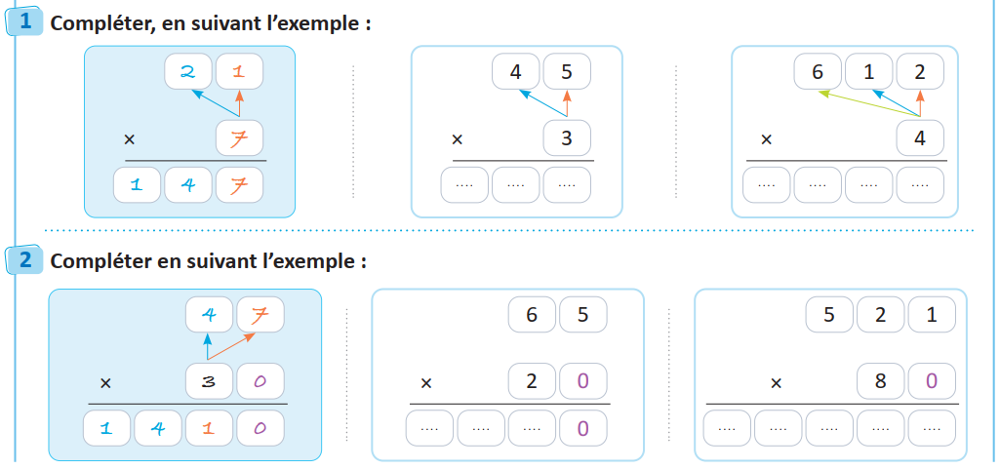 1 Compléter, en suivant l’exemple :
2 1 4 5 6 1 2
× 7 × 3 × 4
1 4 7 .... .... .... .... .... .... ....
2 Compléter en suivant l’exemple :
4 7 6 5 5 2 1
× 3 0 × 2 0 × 8 0
1 4 1 0 .... .... .... 0 .... .... .... .... ....